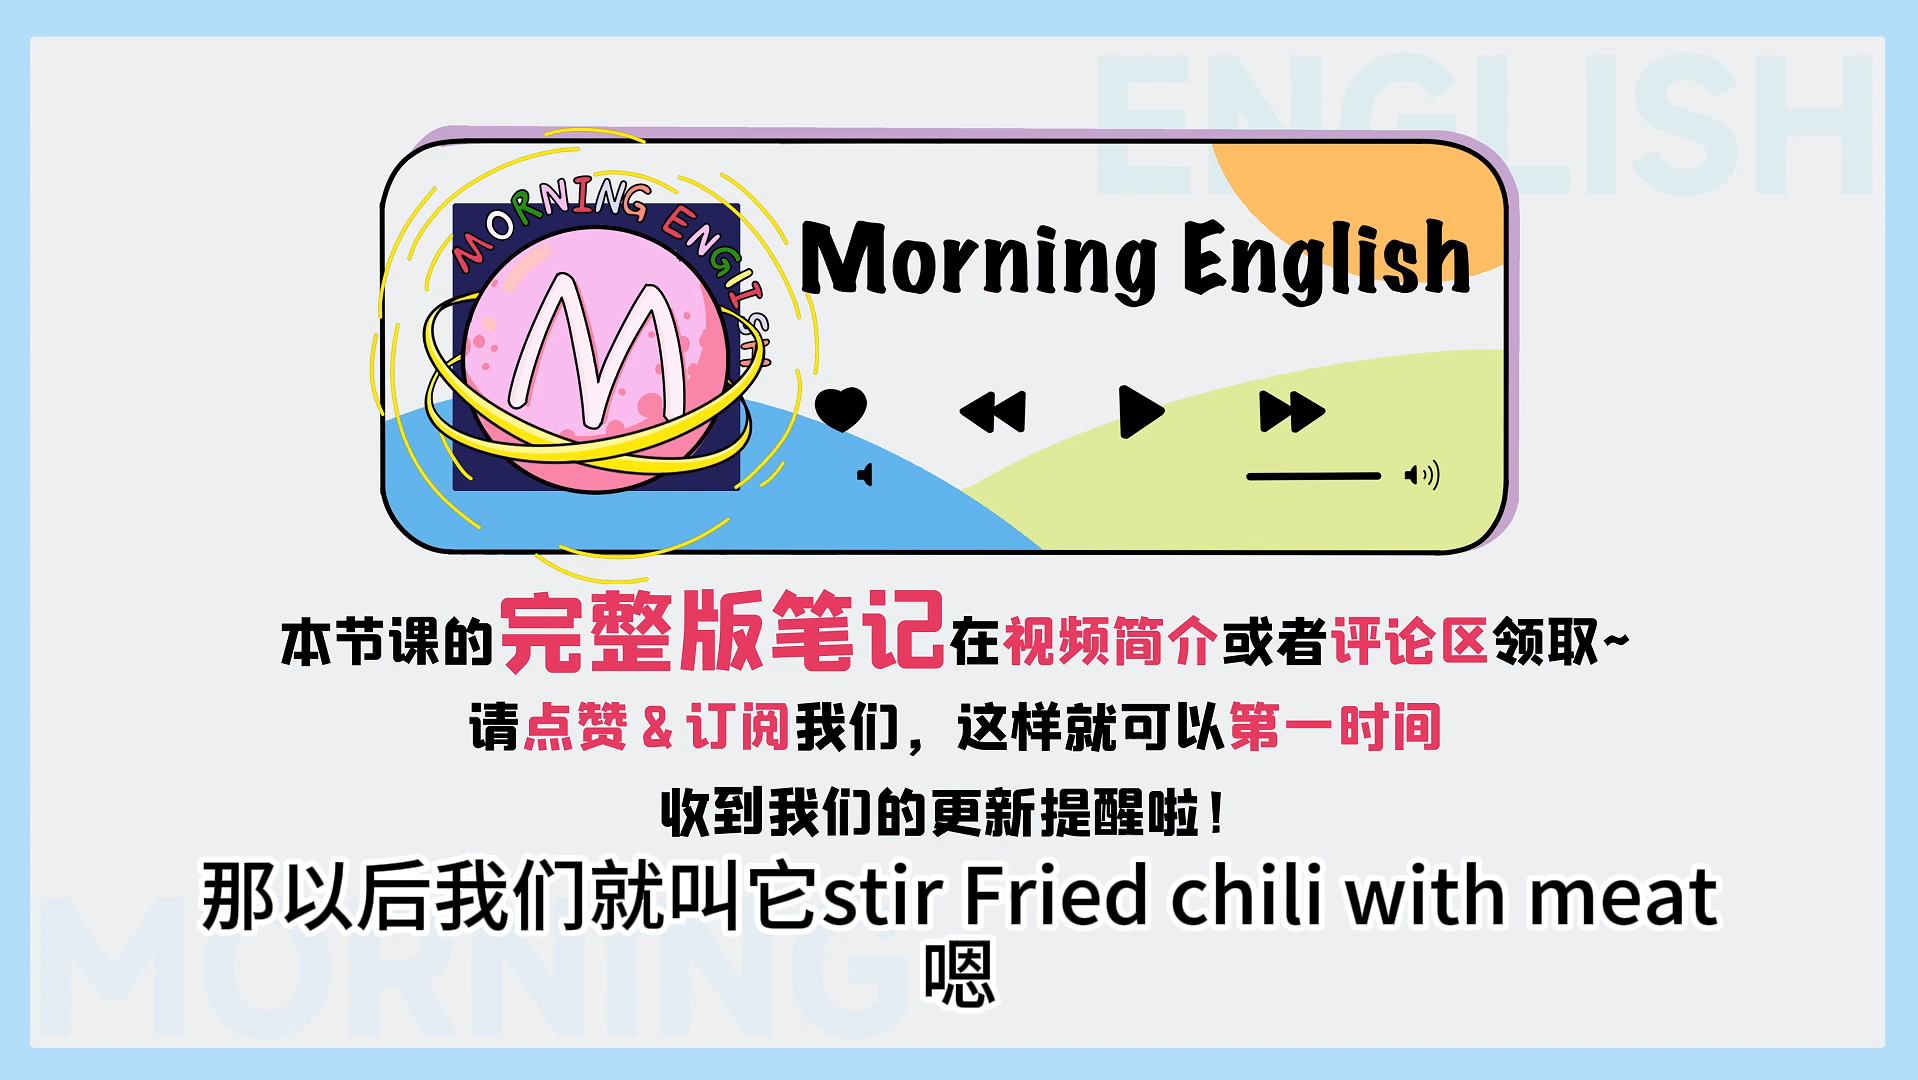 ENGLISH
MORNING ENGLISH
M
Morning English
本节课的完整版笔记在视频简介或者评论区领取~
请点赞&订阅我们，这样就可以第一时间
收到我们的更新提醒啦！
那以后我们就叫它stir Fried chili with meat
嗯
MORNING